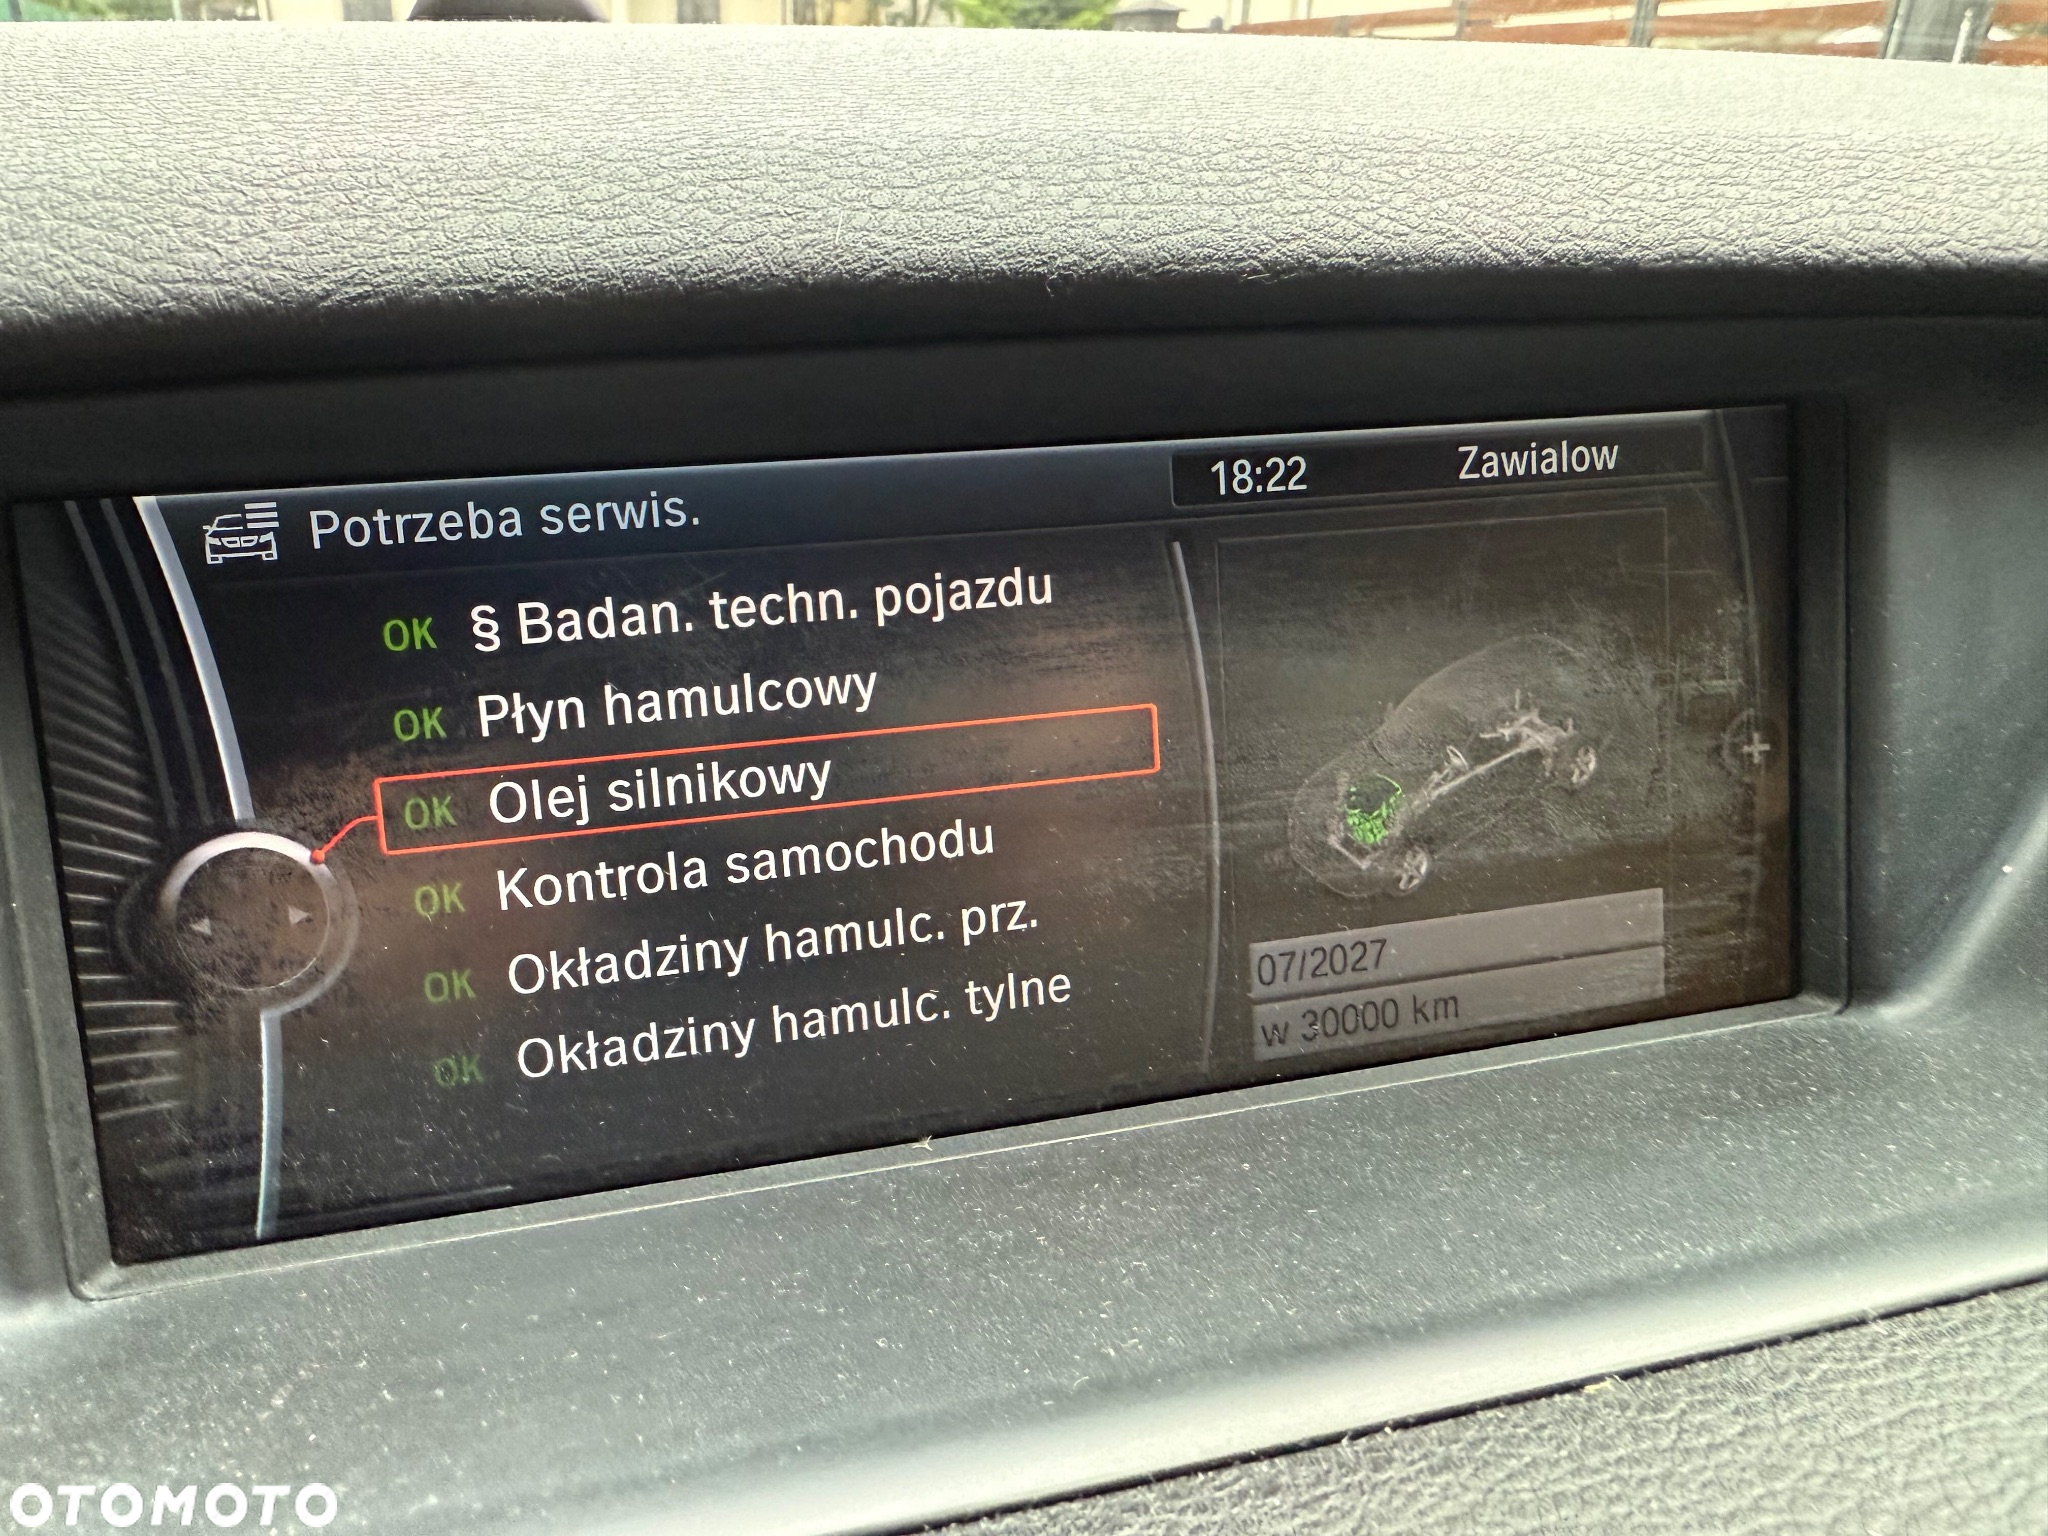 18:22 Zawialow
Potrzeba serwis.
OK § Badan. techn. pojazdu
OK Płyn hamulcowy
OK Olej silnikowy
OK Kontrola samochodu
OK Okładziny hamulc. prz.
OK Okładziny hamulc. tylne
07/2027
w 30000 km
OTOMOTO